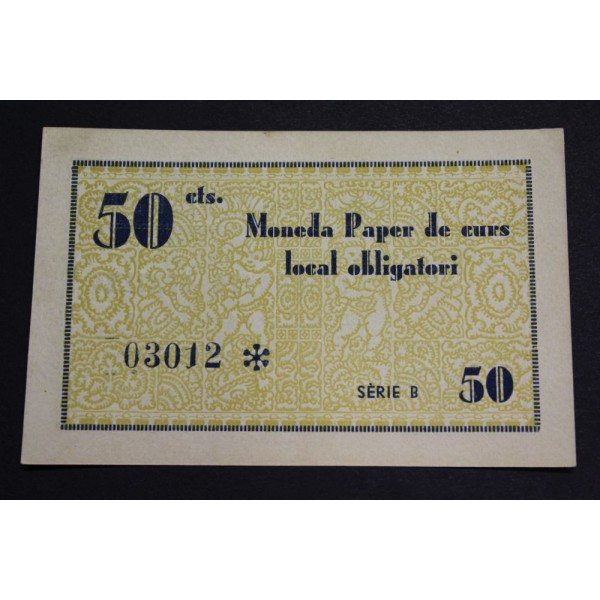 50 cts.
Moneda Paper de curs
local obligatori
03012 *
SÈRIE B 50